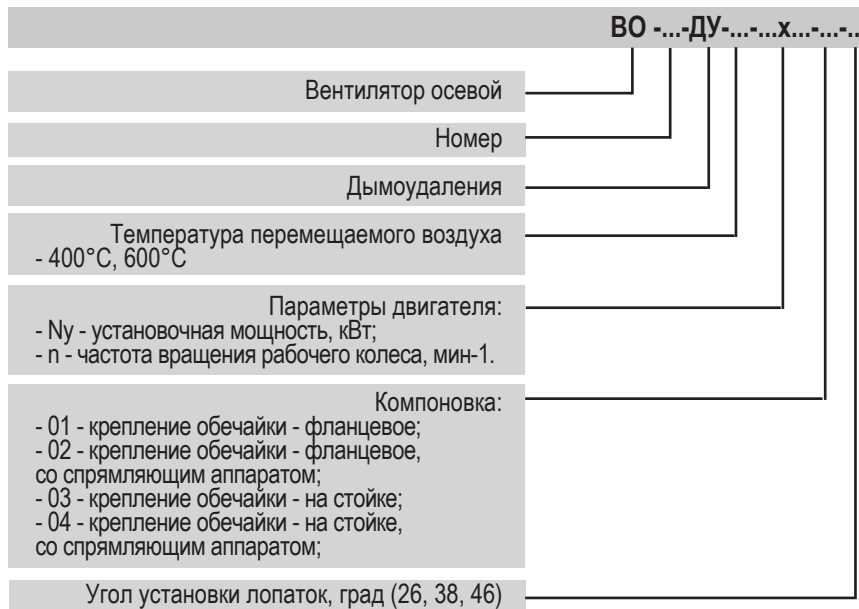 ВО -...-ДУ-...-...х...-...-..
Вентилятор осевой
Номер
Дымоудаления
Температура перемещаемого воздуха
- 400°С, 600°С
Параметры двигателя:
- Ny - установочная мощность, кВт;
- n - частота вращения рабочего колеса, мин-1.
Компоновка:
- 01 - крепление обечайки - фланцевое;
- 02 - крепление обечайки - фланцевое,
со спрямляющим аппаратом;
- 03 - крепление обечайки - на стойке;
- 04 - крепление обечайки - на стойке,
со спрямляющим аппаратом;
Угол установки лопаток, град (26, 38, 46)